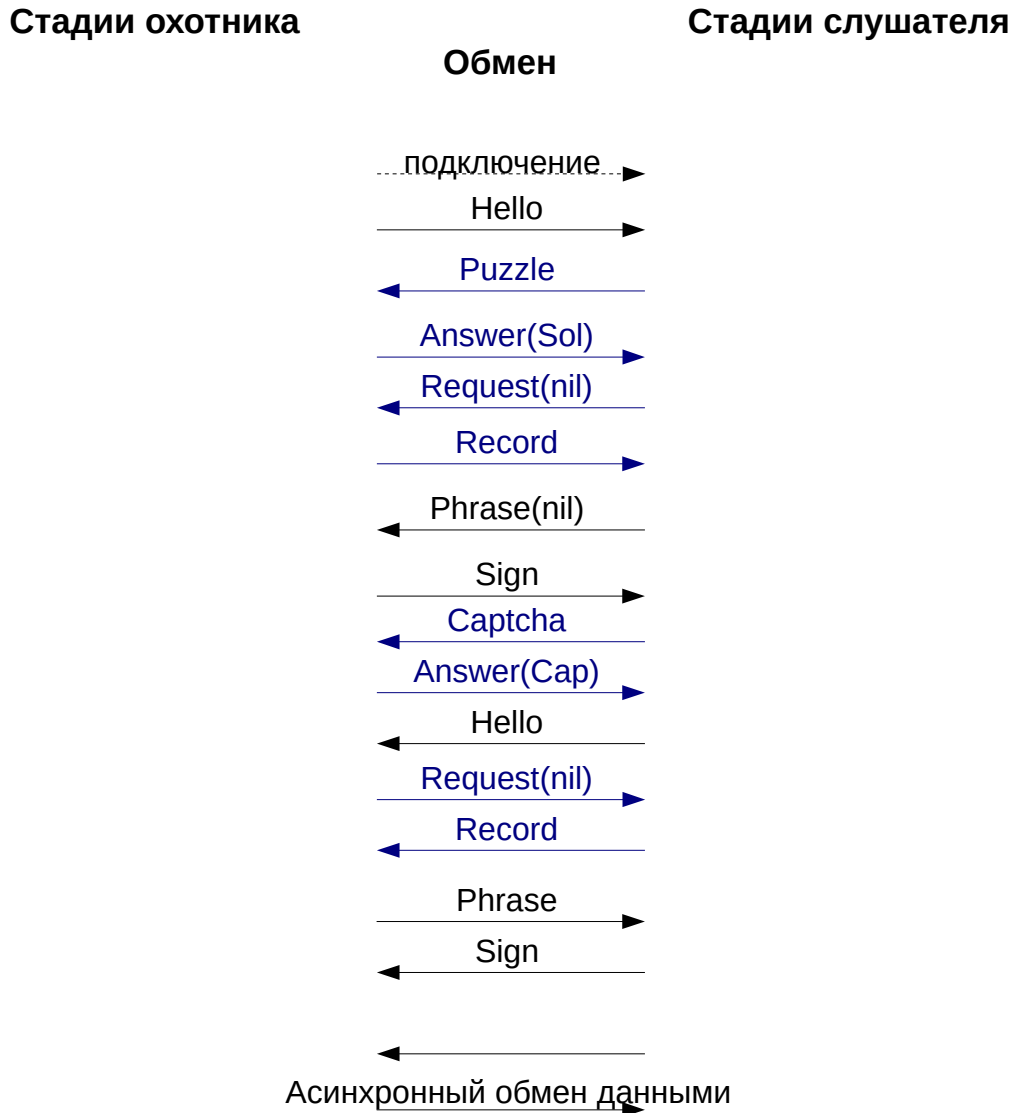 Стадии охотника
Стадии слушателя
Обмен
подключение
Hello
Puzzle
Answer(Sol)
Request(nil)
Record
Phrase(nil)
Sign
Captcha
Answer(Cap)
Hello
Request(nil)
Record
Phrase
Sign
Асинхронный обмен данными